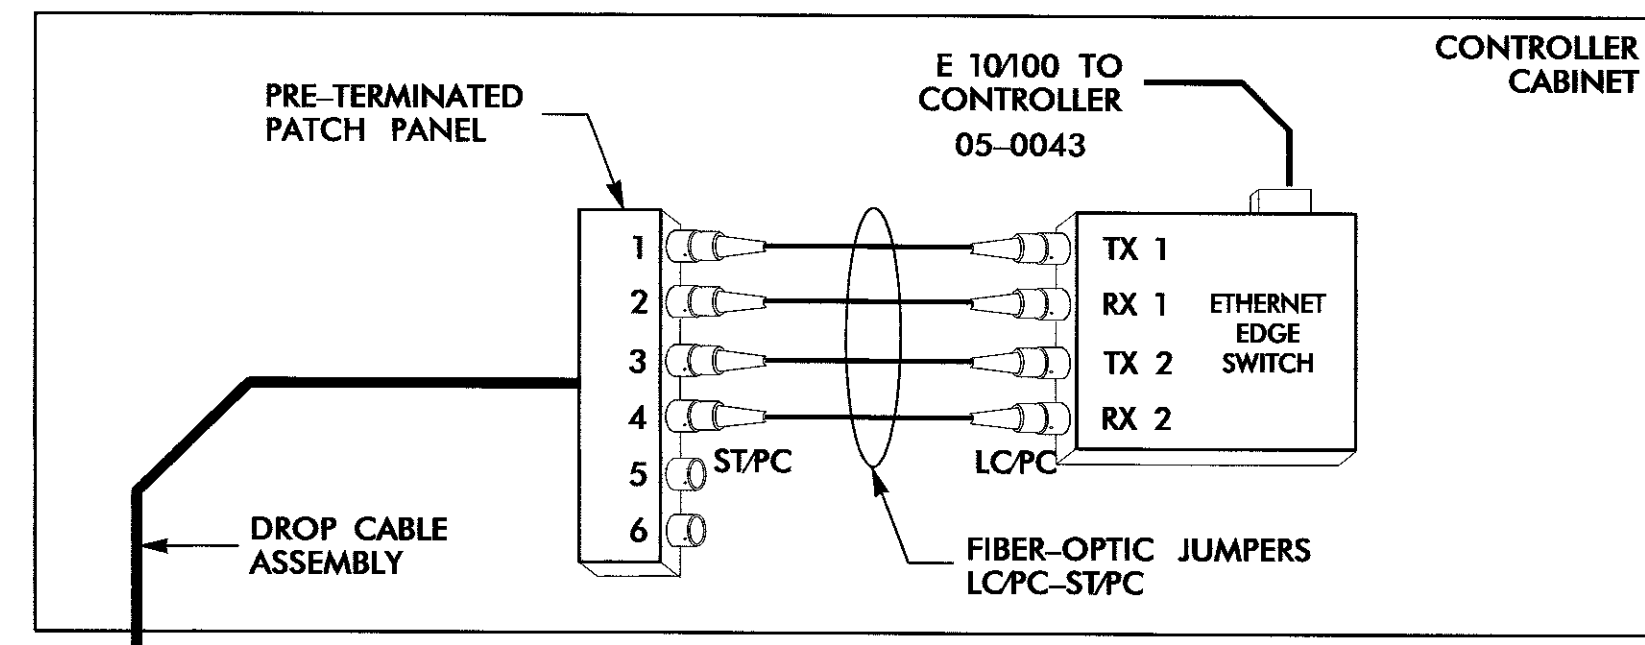 CONTROLLER
CABINET
E 10/100 TO
CONTROLLER
05-0043
PRE-TERMINATED
PATCH PANEL
1
2
3
4
5
6
TX 1
RX 1
TX 2
RX 2
ETHERNET
EDGE
SWITCH
ST/PC
LC/PC
DROP CABLE
ASSEMBLY
FIBER-OPTIC JUMPERS
LC/PC-ST/PC